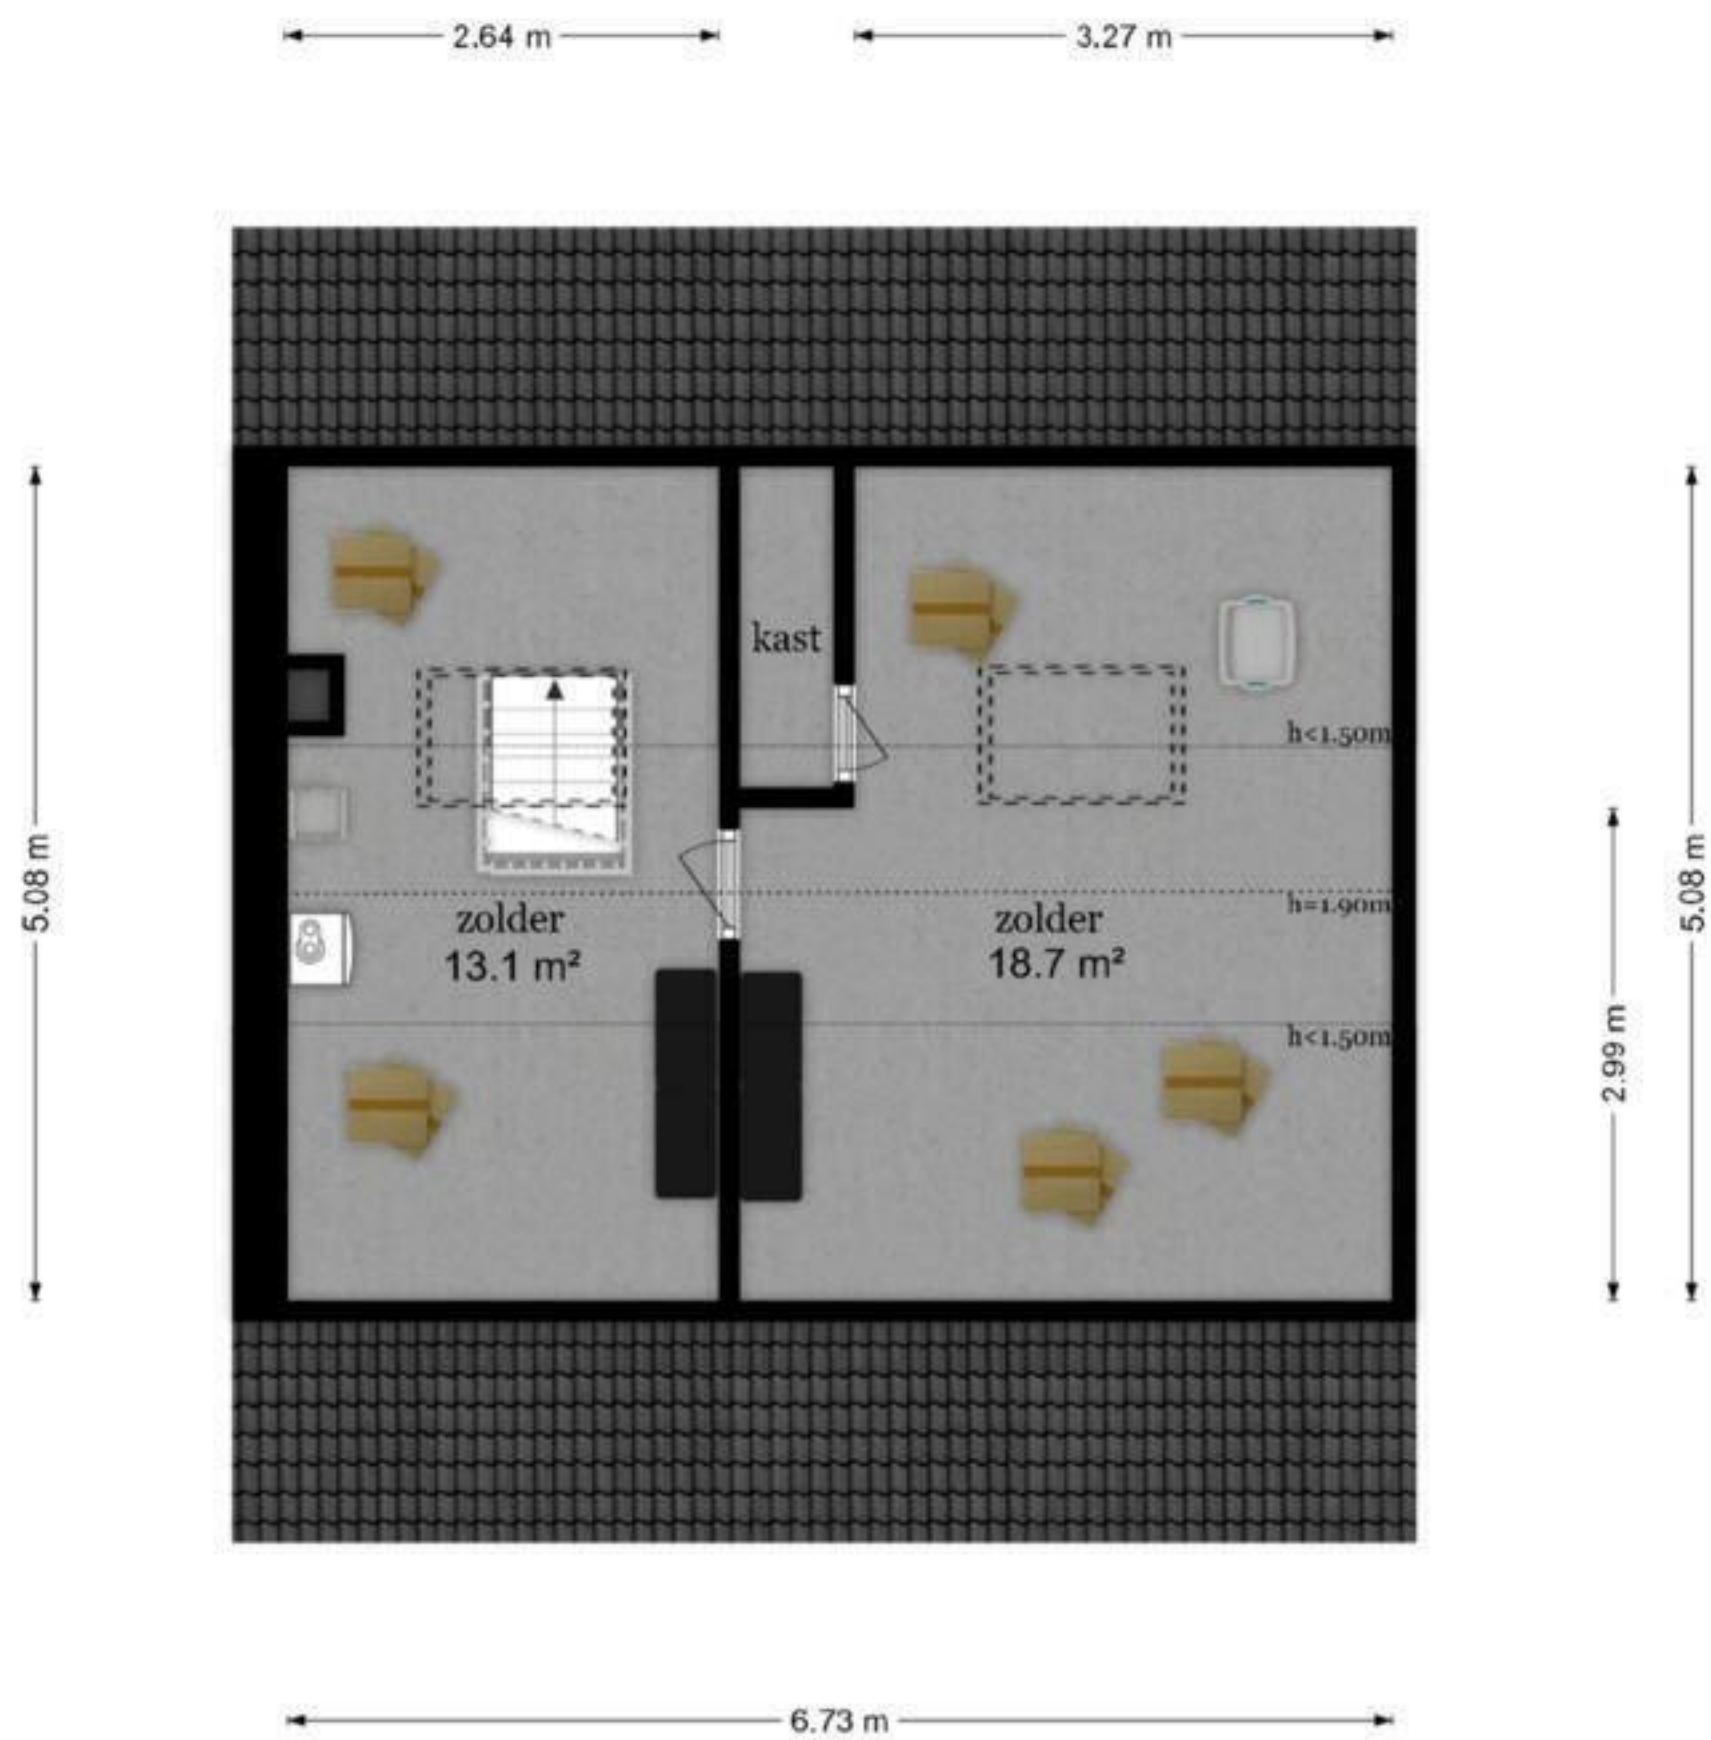 2.64 m
3.27 m
kast
h<1.50m
5.08 m
5.08 m
h=1.90m
zolder
zolder
13.1 m²
18.7 m²
h<1.50m
2.99 m
6.73 m